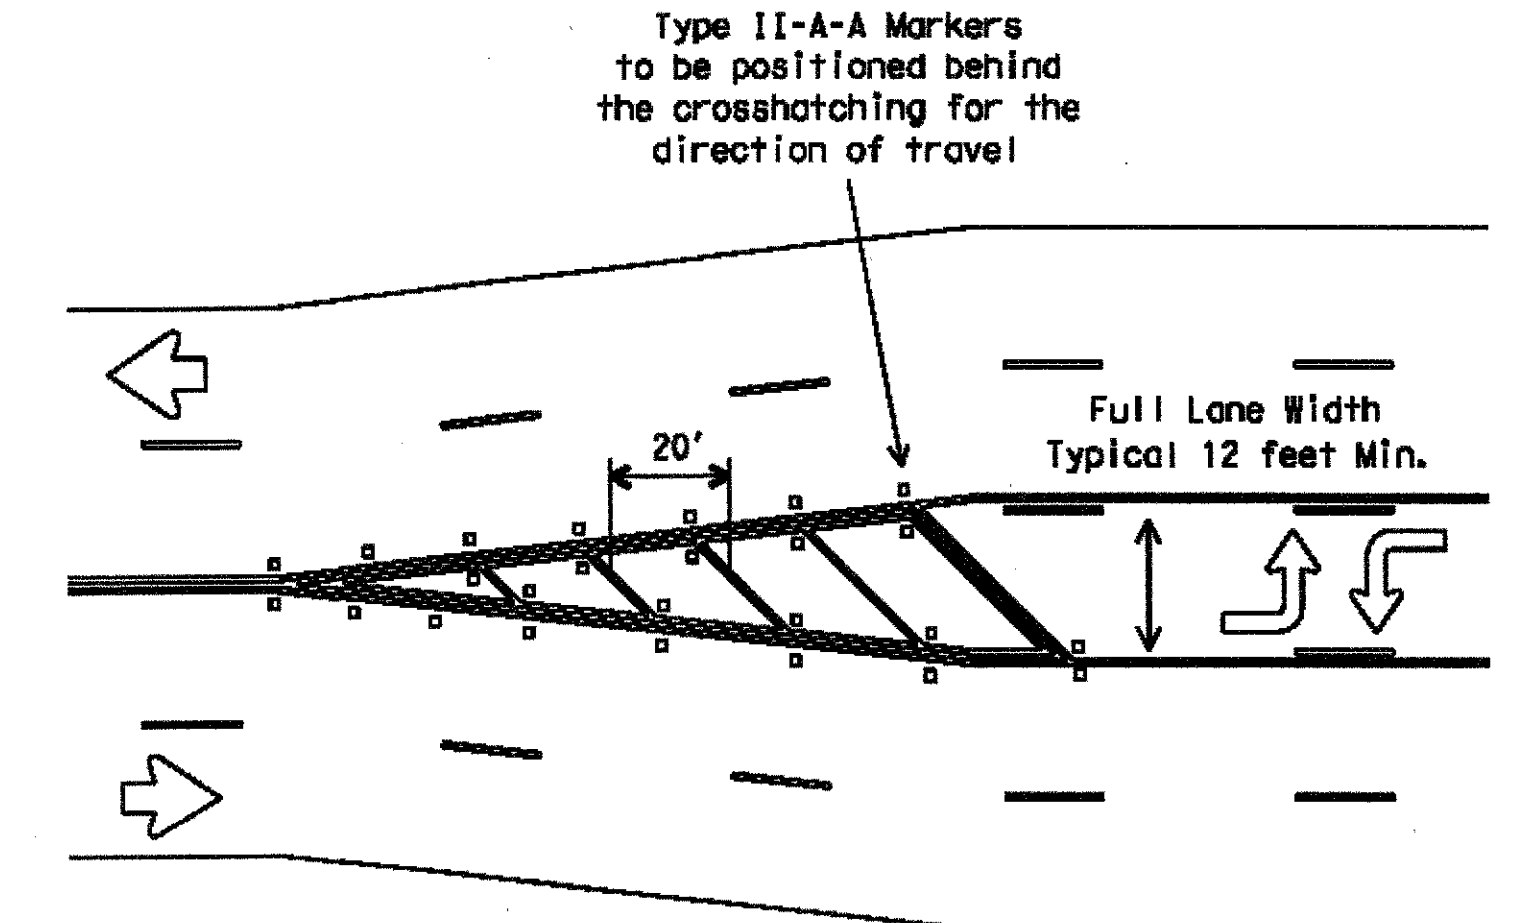 Type II-A-A Markers
to be positioned behind
the crosshatching for the
direction of travel
Full Lane Width
20'
Typical 12 feet Min.